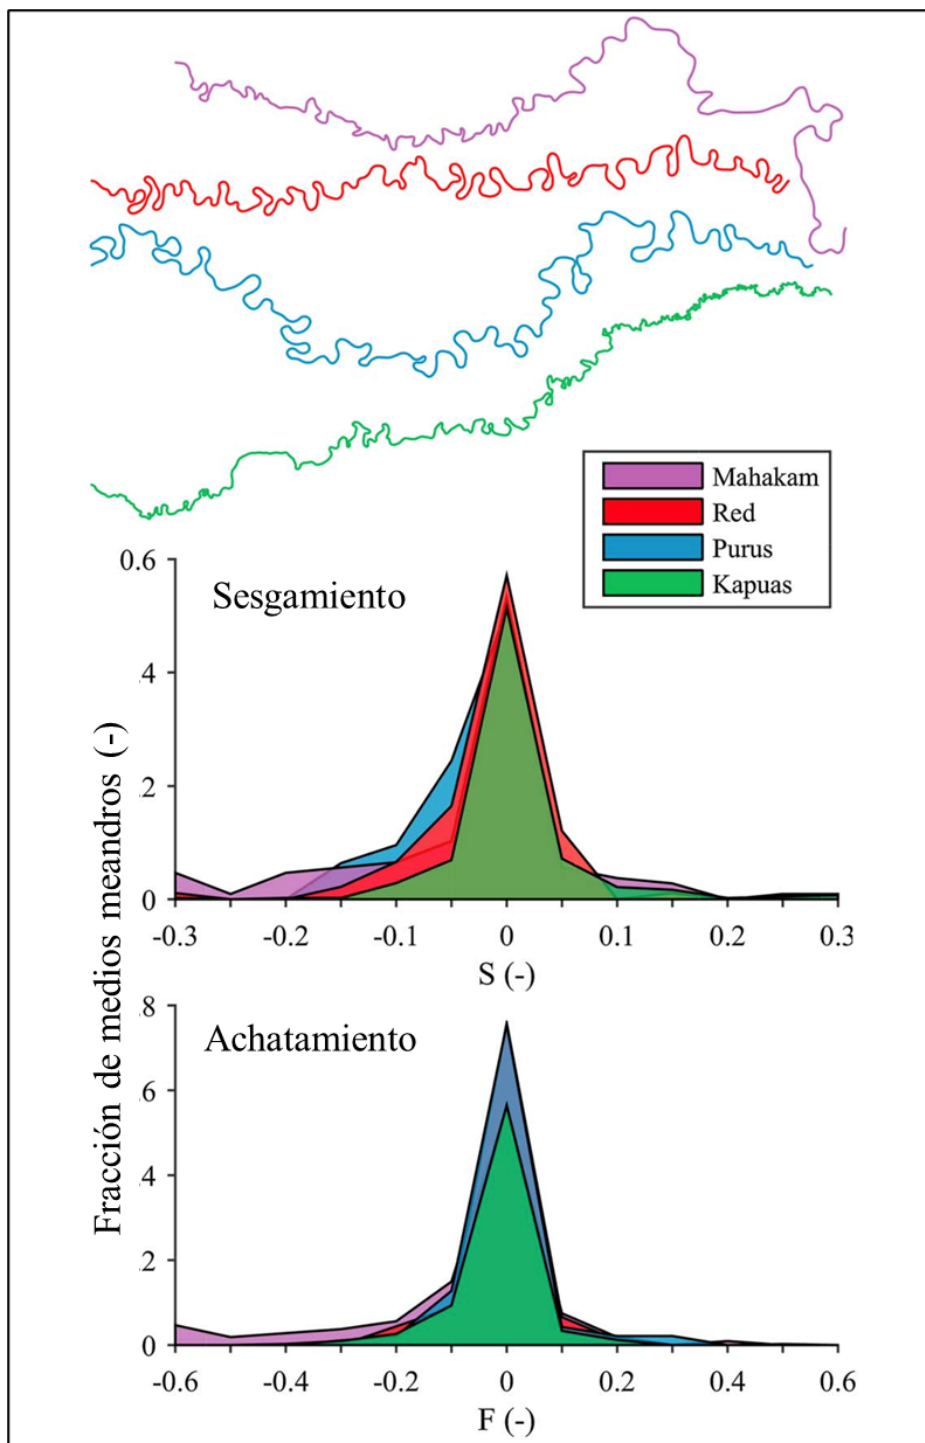 Mahakam
Red
Purus
Kapuas
Sesgamiento
0.6
.4
.2
0
-0.3 -0.2 -0.1 0 0.1 0.2 0.3
S (-)
Fracción de medios meandros (-)
Achatamiento
.8
.6
.4
.2
0
-0.6 -0.4 -0.2 0 0.2 0.4 0.6
F (-)